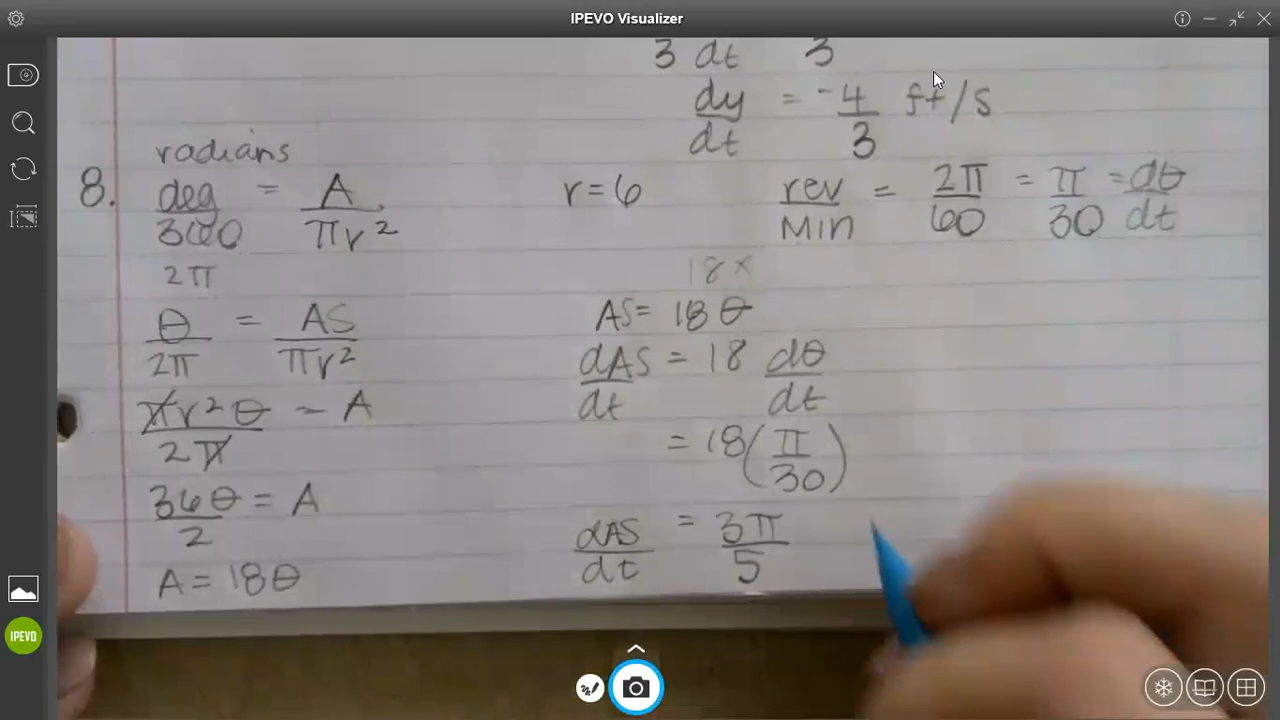 IPEVO Visualizer
3 dt 3
dy/dt = -4/3 ft/s
radians
8. deg/360 = A/πr²
2π
θ/2π = AS/πr²
πr²θ/2π = A
36θ/2 = A
A = 18θ
r = 6
rev/Min = 2π/60 = π/30 = dθ/dt
18x
AS = 18θ
dAS/dt = 18 dθ/dt
= 18(π/30)
dAS/dt = 3π/5
IPEVO